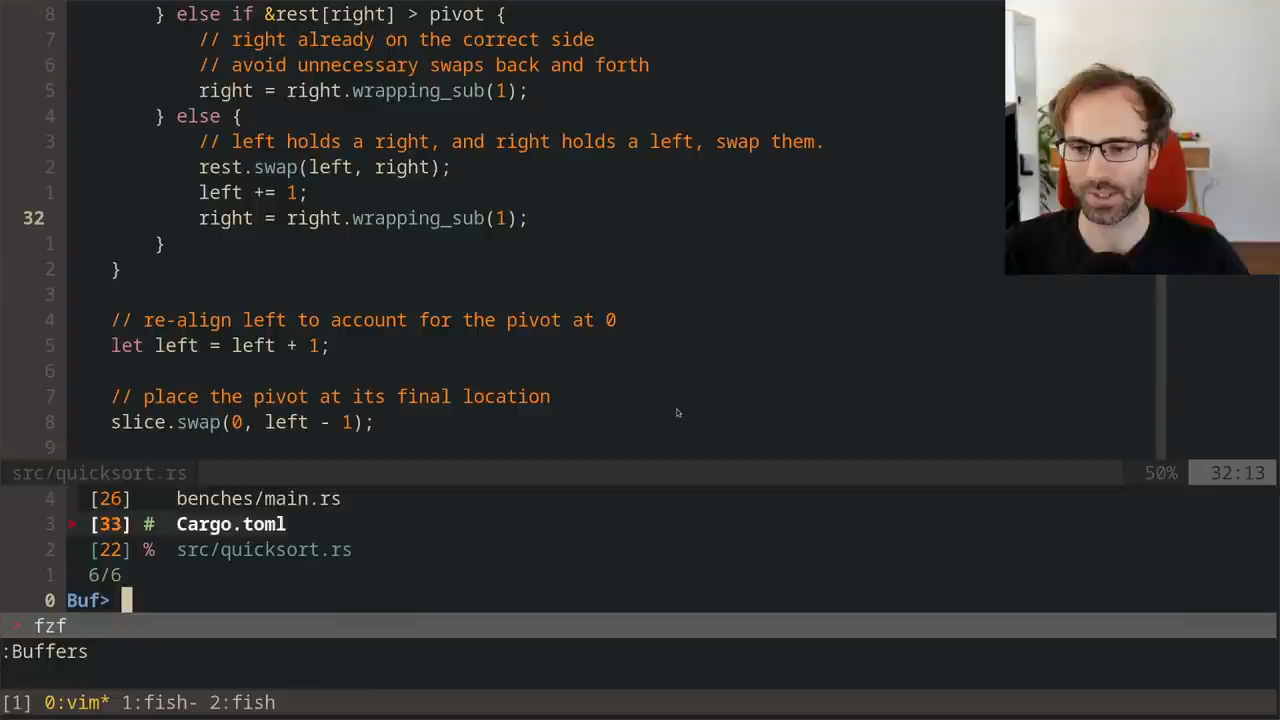 8 } else if &rest[right] > pivot {
7 // right already on the correct side
6 // avoid unnecessary swaps back and forth
5 right = right.wrapping_sub(1);
4 } else {
3 // left holds a right, and right holds a left, swap them.
2 rest.swap(left, right);
1 left += 1;
32 right = right.wrapping_sub(1);
1 }
2 }
3
4 // re-align left to account for the pivot at 0
5 let left = left + 1;
6
7 // place the pivot at its final location
8 slice.swap(0, left - 1);
9
src/quicksort.rs 50% 32:13
4 [26] benches/main.rs
3 > [33] # Cargo.toml
2 [22] % src/quicksort.rs
1 6/6
0 Buf>
> fzf
:Buffers
[1] 0:vim* 1:fish- 2:fish